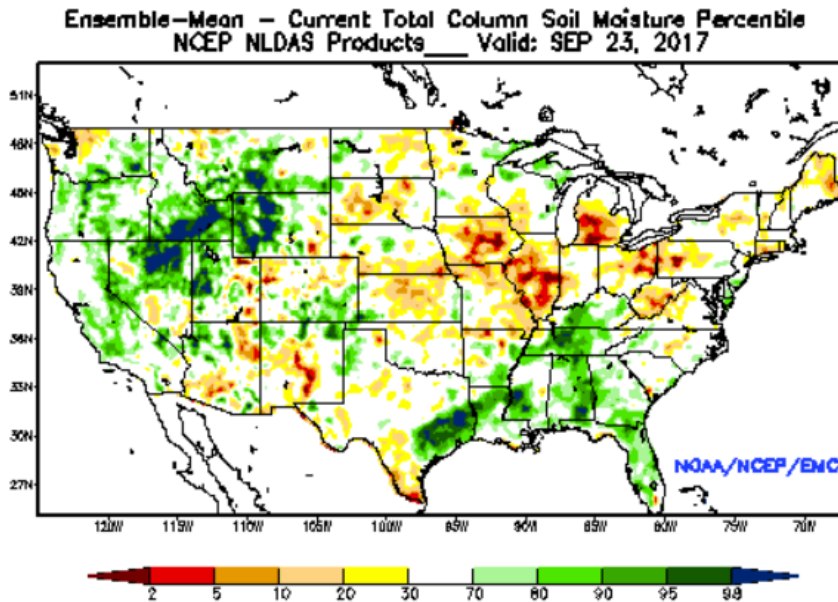 Ensemble-Mean - Current Total Column Soil Moisture Percentile
NCEP NLDAS Products___ Valid: SEP 23, 2017
51N
48N
45N
42N
39N
36N
33N
30N
27N
NOAA/NCEP/EMC
120W 115W 110W 105W 100W 95W 90W 85W 80W 75W 70W
2 5 10 20 30 70 80 90 95 98